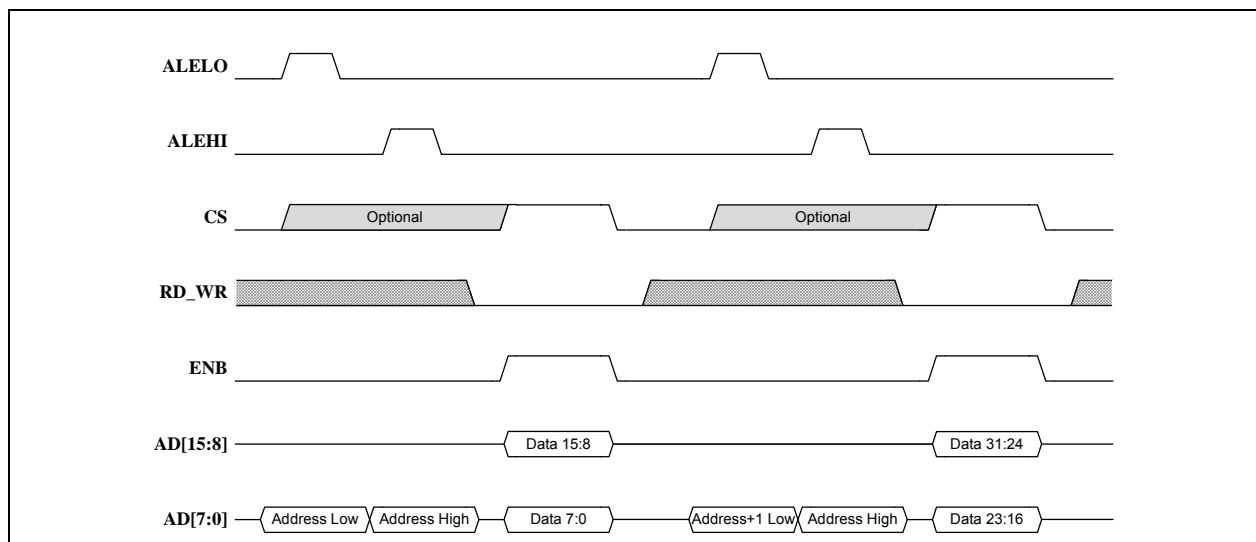 ALELO
ALEHI
CS
Optional
Optional
RD_WR
ENB
AD[15:8]
Data 15:8
Data 31:24
AD[7:0]
Address Low
Address High
Data 7:0
Address+1 Low
Address High
Data 23:16